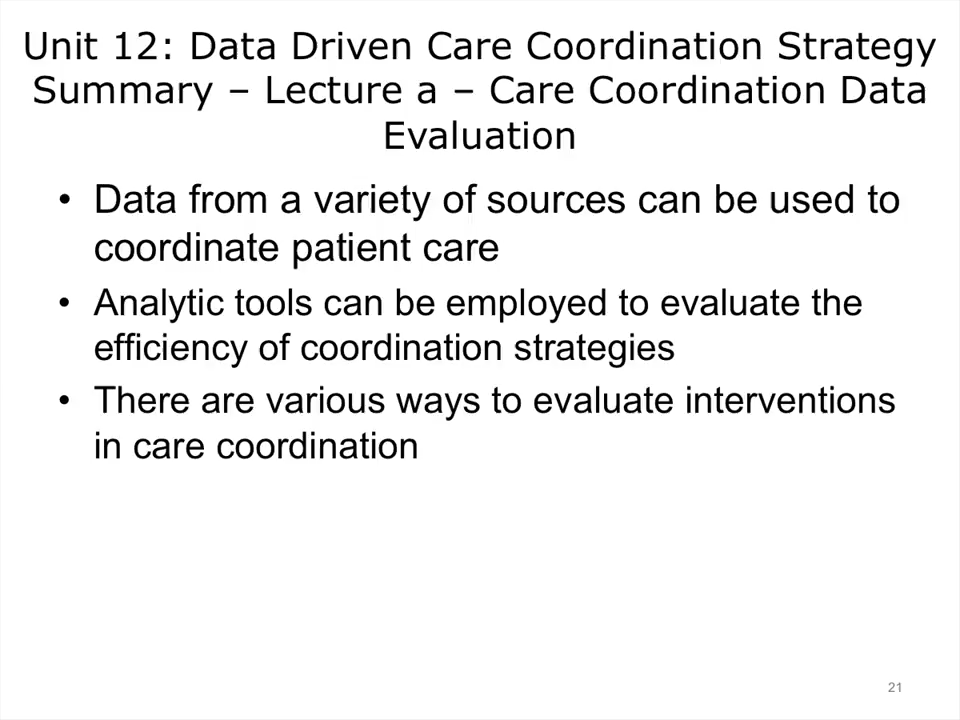 Unit 12: Data Driven Care Coordination Strategy
Summary – Lecture a – Care Coordination Data
Evaluation
• Data from a variety of sources can be used to
coordinate patient care
• Analytic tools can be employed to evaluate the
efficiency of coordination strategies
• There are various ways to evaluate interventions
in care coordination
21